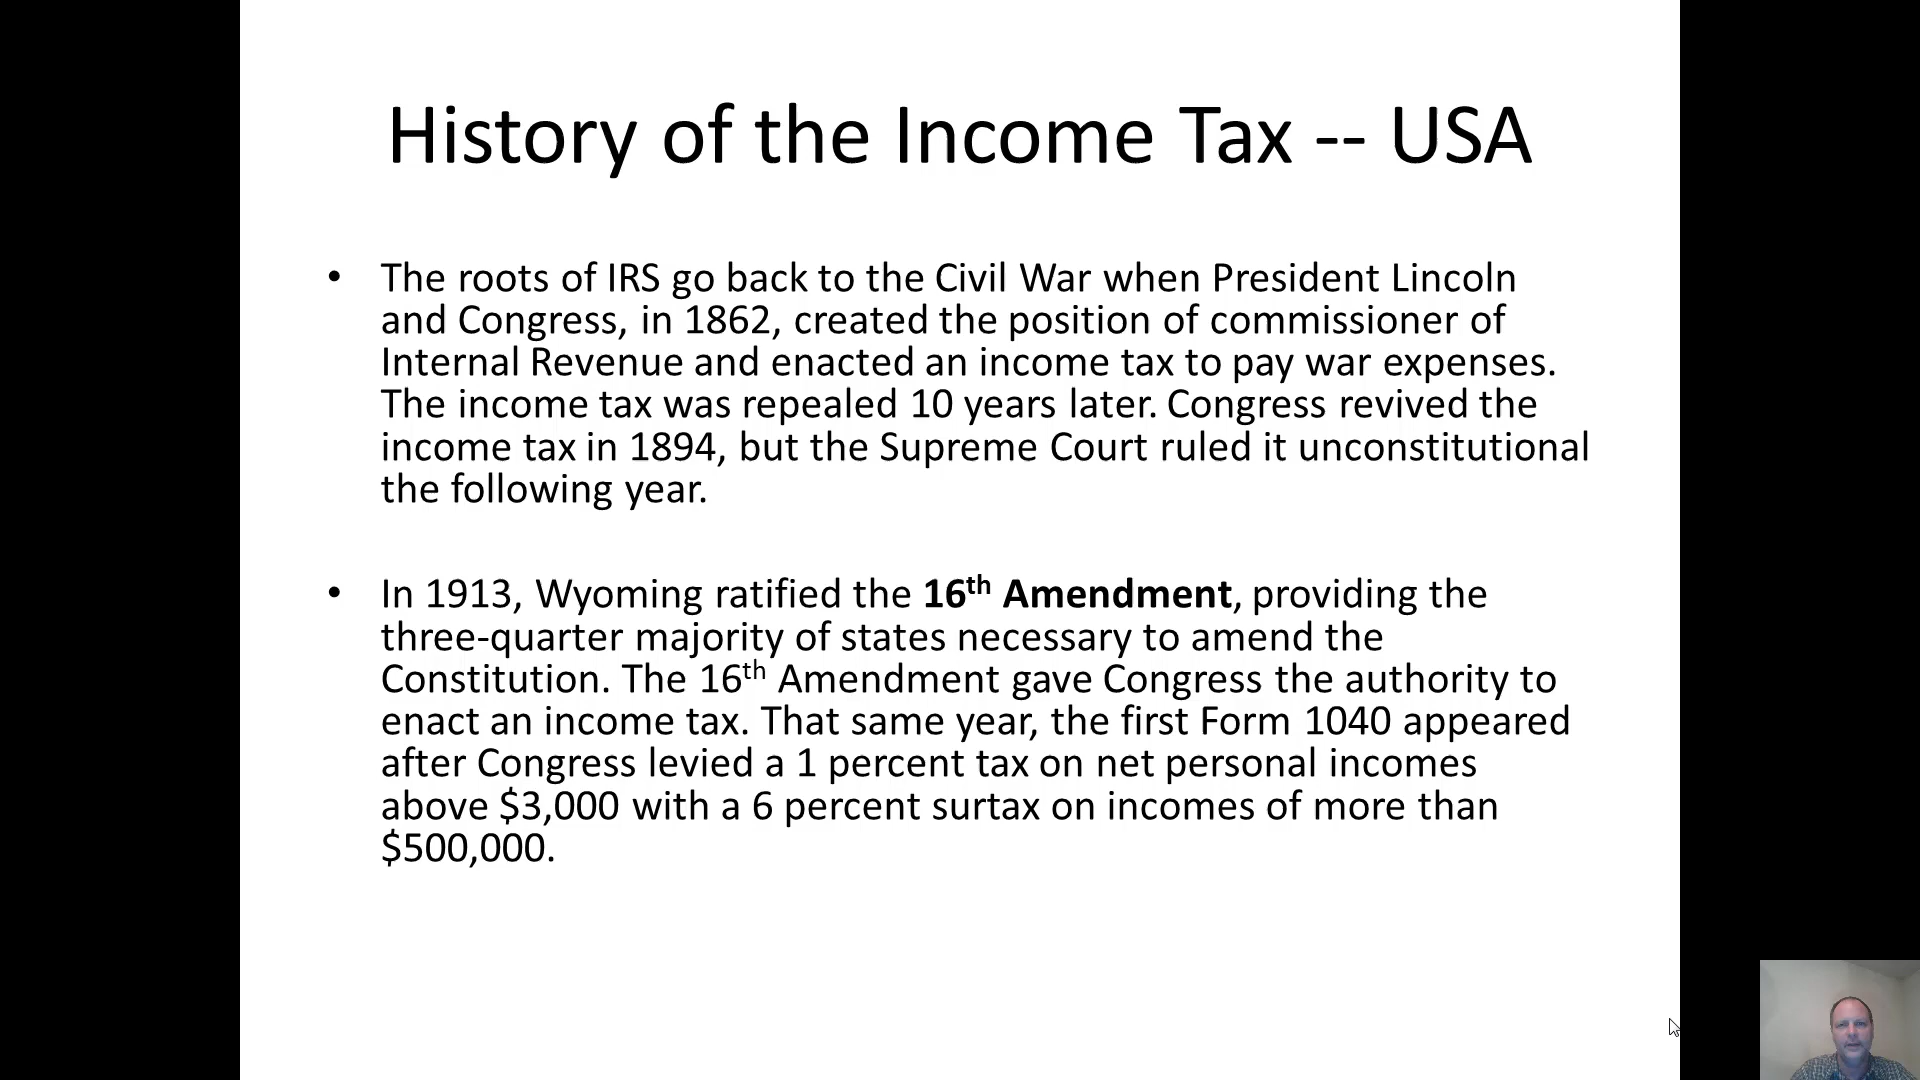 History of the Income Tax -- USA
• The roots of IRS go back to the Civil War when President Lincoln
and Congress, in 1862, created the position of commissioner of
Internal Revenue and enacted an income tax to pay war expenses.
The income tax was repealed 10 years later. Congress revived the
income tax in 1894, but the Supreme Court ruled it unconstitutional
the following year.
• In 1913, Wyoming ratified the 16th Amendment, providing the
three-quarter majority of states necessary to amend the
Constitution. The 16th Amendment gave Congress the authority to
enact an income tax. That same year, the first Form 1040 appeared
after Congress levied a 1 percent tax on net personal incomes
above $3,000 with a 6 percent surtax on incomes of more than
$500,000.